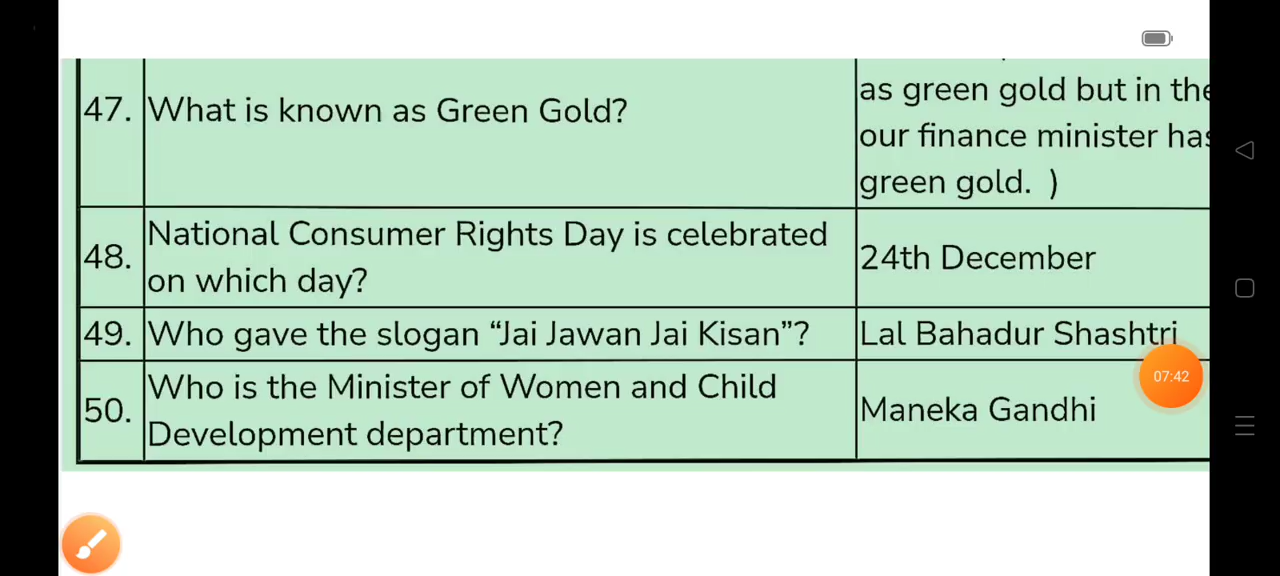 as green gold but in the
47. What is known as Green Gold?
our finance minister has
green gold. )
National Consumer Rights Day is celebrated
48. 24th December
on which day?
49. Who gave the slogan “Jai Jawan Jai Kisan”? Lal Bahadur Shashtri
Who is the Minister of Women and Child
50. Maneka Gandhi
Development department?
07:42